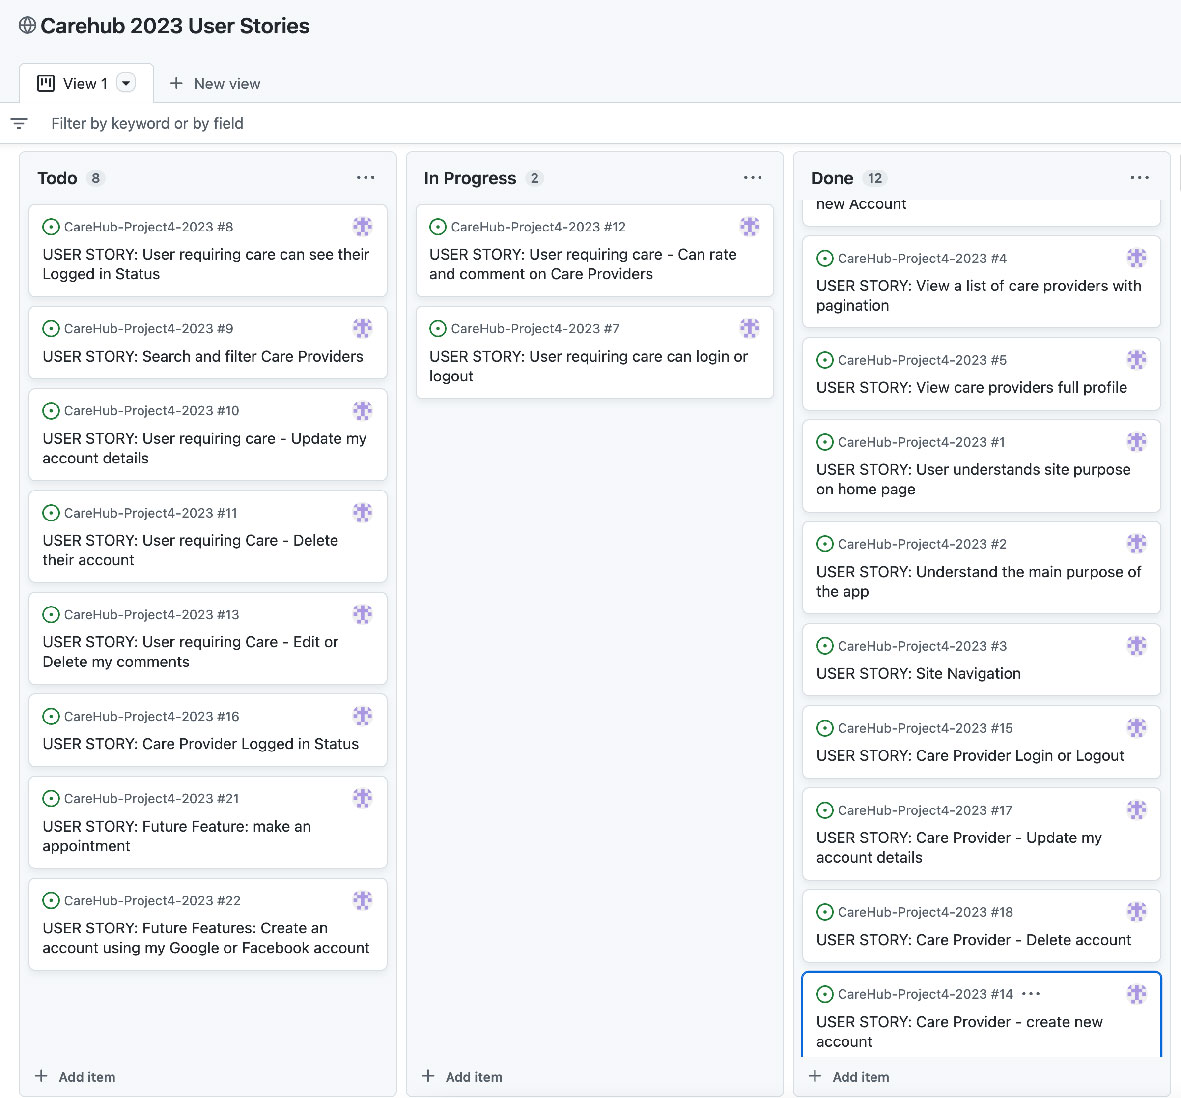 Carehub 2023 User Stories
View 1
New view
Filter by keyword or by field
Todo 8
CareHub-Project4-2023 #8
USER STORY: User requiring care can see their
Logged in Status
CareHub-Project4-2023 #9
USER STORY: Search and filter Care Providers
CareHub-Project4-2023 #10
USER STORY: User requiring care - Update my
account details
CareHub-Project4-2023 #11
USER STORY: User requiring Care - Delete
their account
CareHub-Project4-2023 #13
USER STORY: User requiring Care - Edit or
Delete my comments
CareHub-Project4-2023 #16
USER STORY: Care Provider Logged in Status
CareHub-Project4-2023 #21
USER STORY: Future Feature: make an
appointment
CareHub-Project4-2023 #22
USER STORY: Future Features: Create an
account using my Google or Facebook account
Add item
In Progress 2
CareHub-Project4-2023 #12
USER STORY: User requiring care - Can rate
and comment on Care Providers
CareHub-Project4-2023 #7
USER STORY: User requiring care can login or
logout
Add item
Done 12
new Account
CareHub-Project4-2023 #4
USER STORY: View a list of care providers with
pagination
CareHub-Project4-2023 #5
USER STORY: View care providers full profile
CareHub-Project4-2023 #1
USER STORY: User understands site purpose
on home page
CareHub-Project4-2023 #2
USER STORY: Understand the main purpose of
the app
CareHub-Project4-2023 #3
USER STORY: Site Navigation
CareHub-Project4-2023 #15
USER STORY: Care Provider Login or Logout
CareHub-Project4-2023 #17
USER STORY: Care Provider - Update my
account details
CareHub-Project4-2023 #18
USER STORY: Care Provider - Delete account
CareHub-Project4-2023 #14
USER STORY: Care Provider - create new
account
Add item